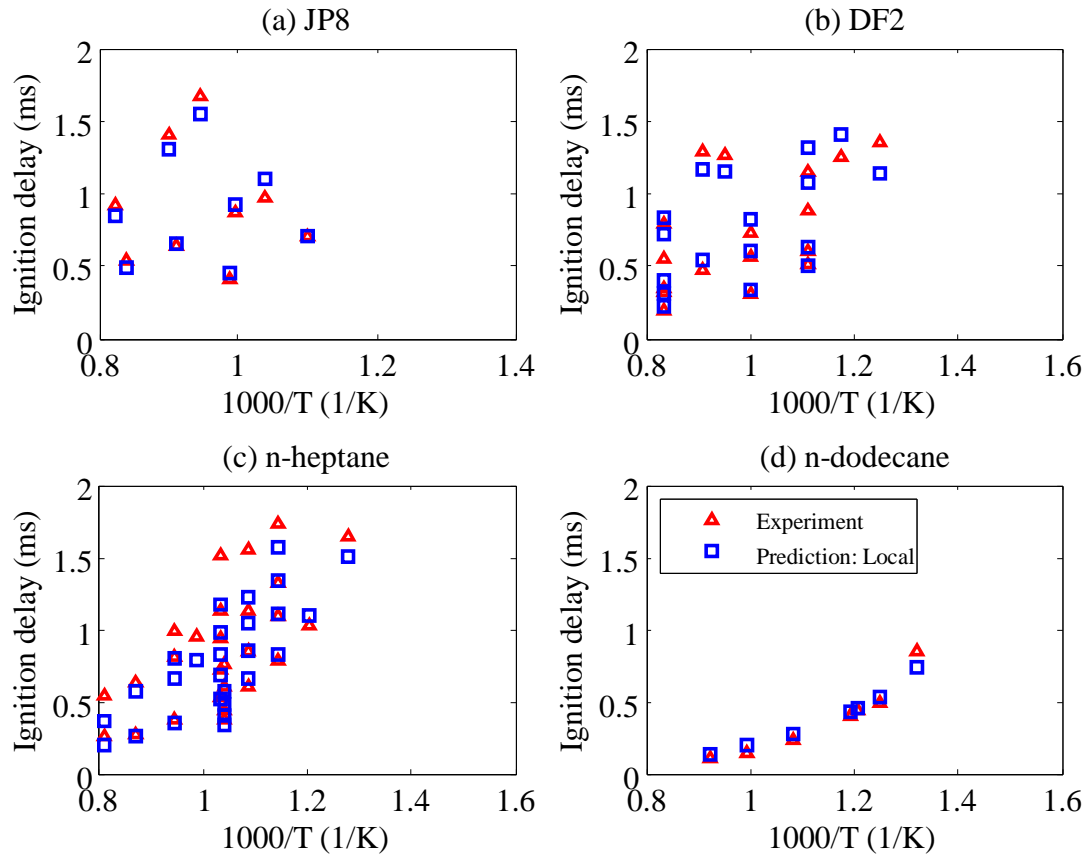 (a) JP8
Ignition delay (ms)
2
1.5
1
0.5
0
0.8
1
1.2
1.4
1000/T (1/K)
(b) DF2
Ignition delay (ms)
2
1.5
1
0.5
0
0.8
1
1.2
1.4
1.6
1000/T (1/K)
(c) n-heptane
Ignition delay (ms)
2
1.5
1
0.5
0
0.8
1
1.2
1.4
1.6
1000/T (1/K)
(d) n-dodecane
Ignition delay (ms)
2
1.5
1
0.5
0
0.8
1
1.2
1.4
1.6
1000/T (1/K)
Experiment
Prediction: Local